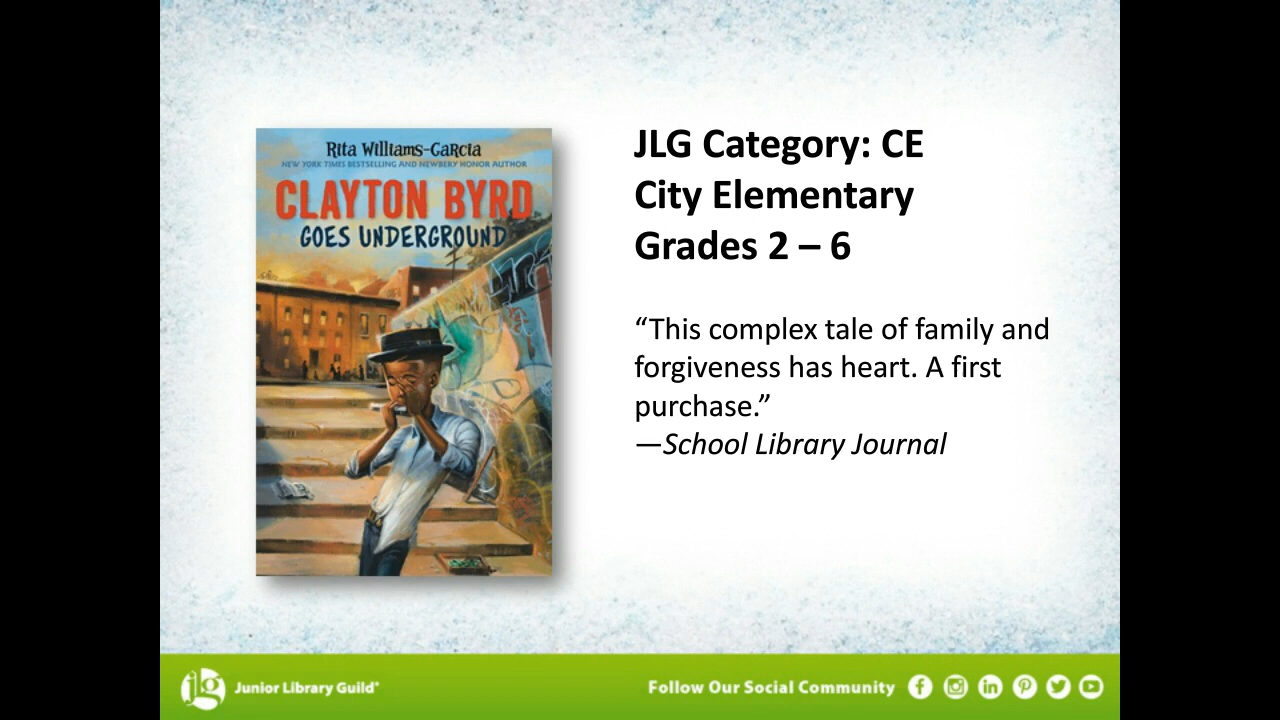 Rita Williams-Garcia
NEW YORK TIMES BESTSELLING AND NEWBERY HONOR AUTHOR
CLAYTON BYRD
GOES UNDERGROUND
JLG Category: CE
City Elementary
Grades 2 – 6
“This complex tale of family and
forgiveness has heart. A first
purchase.”
—School Library Journal
jlg Junior Library Guild®
Follow Our Social Community